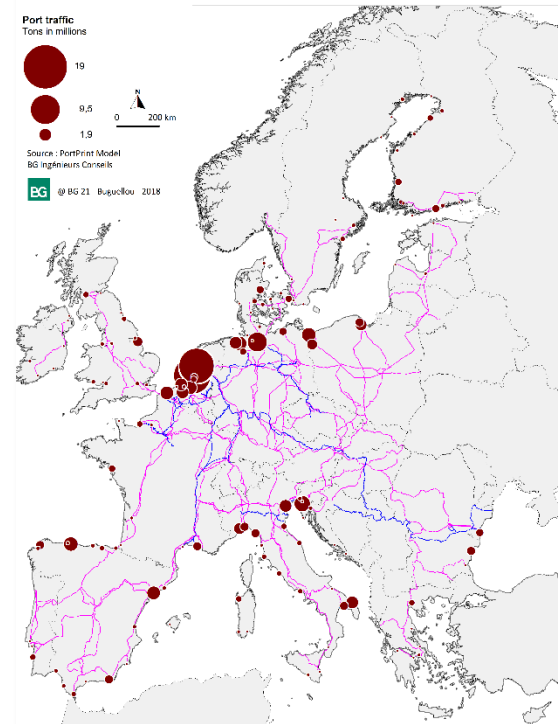 Port traffic
Tons in millions
19
9,5
1,9
N
0 200 km
Source : PortPrint Model
BG Ingénieurs Conseils
BG @ BG 21 Buguellou 2018